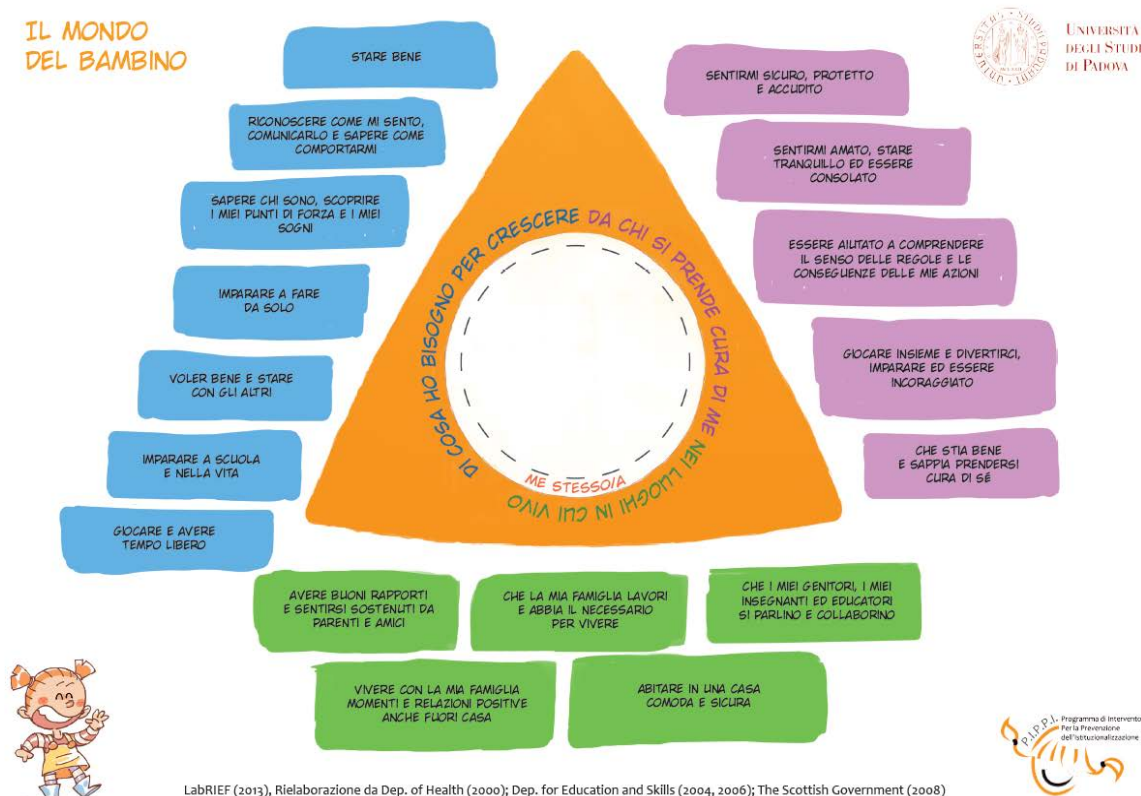 IL MONDO
DEL BAMBINO
UNIVERSITÀ
DEGLI STUDI
DI PADOVA
STARE BENE
RICONOSCERE COME MI SENTO,
COMUNICARLO E SAPERE COME
COMPORTARMI
SAPERE CHI SONO, SCOPRIRE
I MIEI PUNTI DI FORZA E I MIEI
SOGNI
IMPARARE A FARE
DA SOLO
VOLER BENE E STARE
CON GLI ALTRI
IMPARARE A SCUOLA
E NELLA VITA
GIOCARE E AVERE
TEMPO LIBERO
DI COSA HO BISOGNO PER CRESCERE
DA CHI SI PRENDE CURA DI ME
NEI LUOGHI IN CUI VIVO
ME STESSO/A
SENTIRMI SICURO, PROTETTO
E ACCUDITO
SENTIRMI AMATO, STARE
TRANQUILLO ED ESSERE
CONSOLATO
ESSERE AIUTATO A COMPRENDERE
IL SENSO DELLE REGOLE E LE
CONSEGUENZE DELLE MIE AZIONI
GIOCARE INSIEME E DIVERTIRCI,
IMPARARE ED ESSERE
INCORAGGIATO
CHE STIA BENE
E SAPPIA PRENDERSI
CURA DI SÉ
AVERE BUONI RAPPORTI
E SENTIRSI SOSTENUTI DA
PARENTI E AMICI
CHE LA MIA FAMIGLIA LAVORI
E ABBIA IL NECESSARIO
PER VIVERE
CHE I MIEI GENITORI, I MIEI
INSEGNANTI ED EDUCATORI
SI PARLINO E COLLABORINO
VIVERE CON LA MIA FAMIGLIA
MOMENTI E RELAZIONI POSITIVE
ANCHE FUORI CASA
ABITARE IN UNA CASA
COMODA E SICURA
P.I.P.P.I.
Programma di Intervento
Per la Prevenzione
dell'Istituzionalizzazione
LabRIEF (2013), Rielaborazione da Dep. of Health (2000); Dep. for Education and Skills (2004, 2006); The Scottish Government (2008)